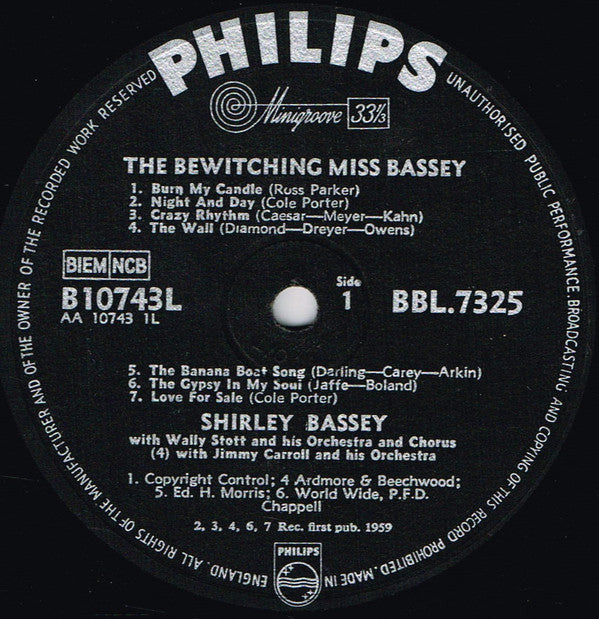 PHILIPS
Minigroove 33⅓
THE BEWITCHING MISS BASSEY
1. Burn My Candle (Ross Parker)
2. Night And Day (Cole Porter)
3. Crazy Rhythm (Caesar—Meyer—Kahn)
4. The Wall (Diamond—Dreyer—Owens)
BIEM NCB
B10743L
AA 10743 1L
Side
1
BBL.7325
5. The Banana Boat Song (Darling—Carey—Arkin)
6. The Gypsy In My Soul (Jaffe—Boland)
7. Love For Sale (Cole Porter)
SHIRLEY BASSEY
with Wally Stott and his Orchestra and Chorus
(4) with Jimmy Carroll and his Orchestra
1. Copyright Control; 4 Ardmore & Beechwood;
5. Ed. H. Morris; 6. World Wide, P.F.D.
Chappell
2, 3, 4, 6, 7 Rec. first pub. 1959
PHILIPS
ALL RIGHTS OF THE MANUFACTURER AND OF THE OWNER OF THE RECORDED WORK RESERVED
UNAUTHORISED PUBLIC PERFORMANCE. BROADCASTING AND COPYING OF THIS RECORD PROHIBITED. MADE IN ENGLAND.